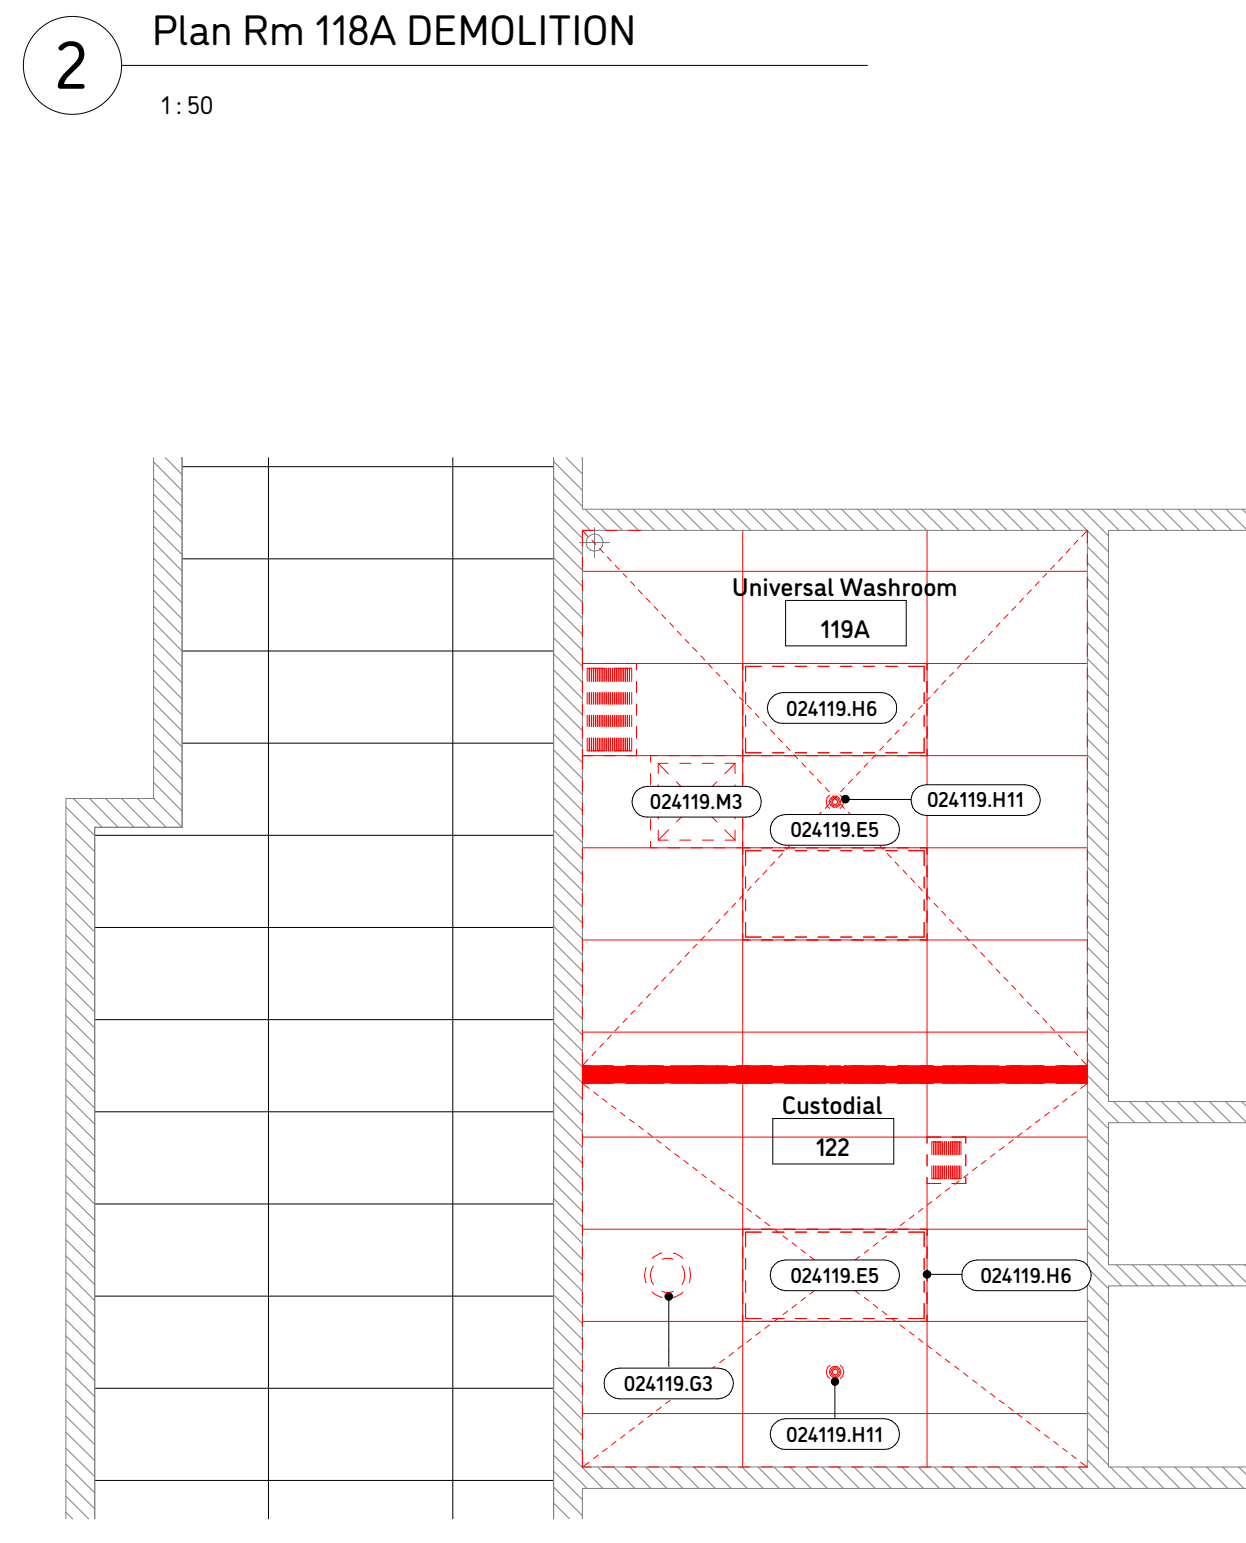 Plan Rm 118A DEMOLITION
2
1 : 50
Universal Washroom
119A
024119.H6
024119.M3
024119.H11
024119.E5
Custodial
122
024119.E5
024119.H6
024119.G3
024119.H11